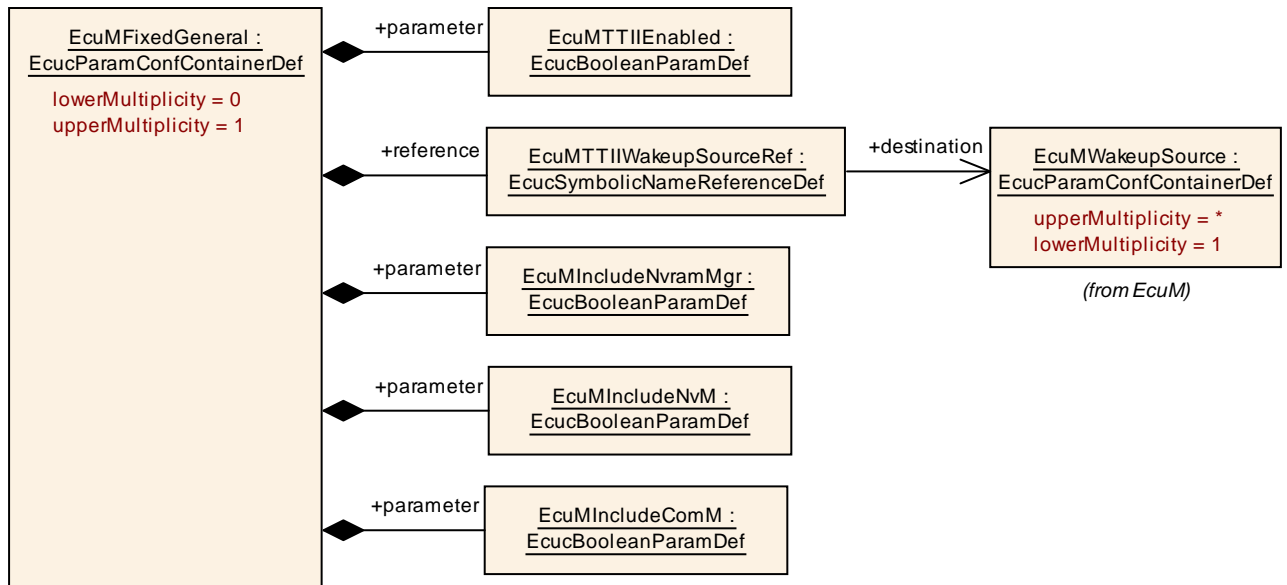 EcuMFixedGeneral :
EcucParamConfContainerDef
lowerMultiplicity = 0
upperMultiplicity = 1
+parameter
EcuMTTIIEnabled :
EcucBooleanParamDef
+reference
EcuMTTIIWakeupSourceRef :
EcucSymbolicNameReferenceDef
+destination
EcuMWakeupSource :
EcucParamConfContainerDef
upperMultiplicity = *
lowerMultiplicity = 1
(from EcuM)
+parameter
EcuMIncludeNvramMgr :
EcucBooleanParamDef
+parameter
EcuMIncludeNvM :
EcucBooleanParamDef
+parameter
EcuMIncludeComM :
EcucBooleanParamDef